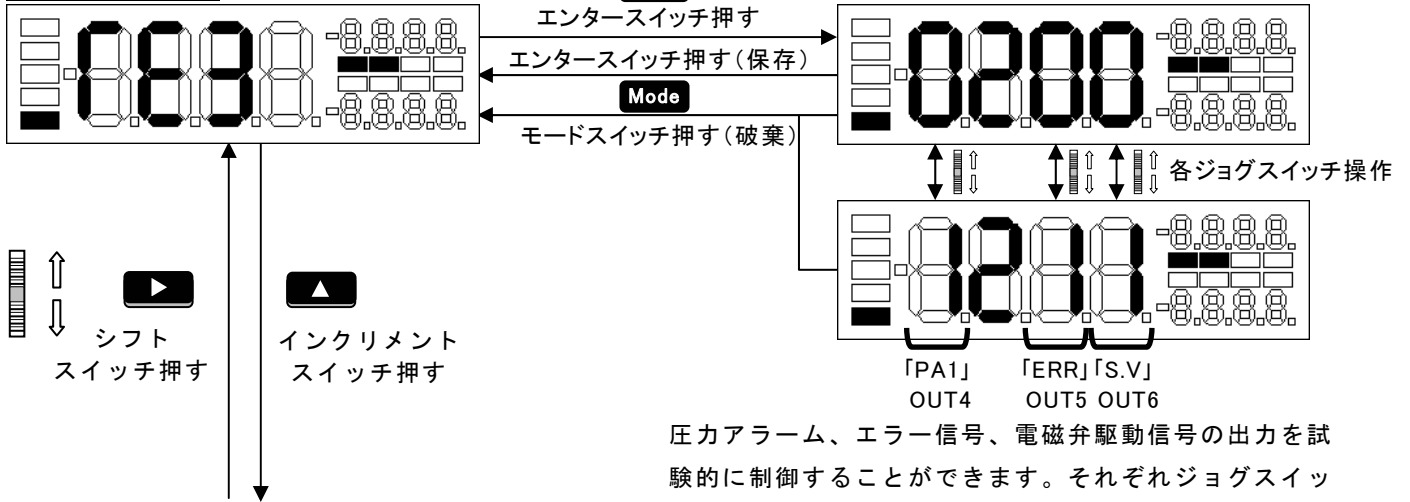 エンタースイッチ押す
エンタースイッチ押す（保存）
Mode
モードスイッチ押す（破棄）
0200
各ジョグスイッチ操作
1211
シフト
スイッチ押す
インクリメント
スイッチ押す
「PA1」
OUT4
「ERR」
OUT5
「S.V」
OUT6
圧力アラーム、エラー信号、電磁弁駆動信号の出力を試
験的に制御することができます。それぞれジョグスイッ